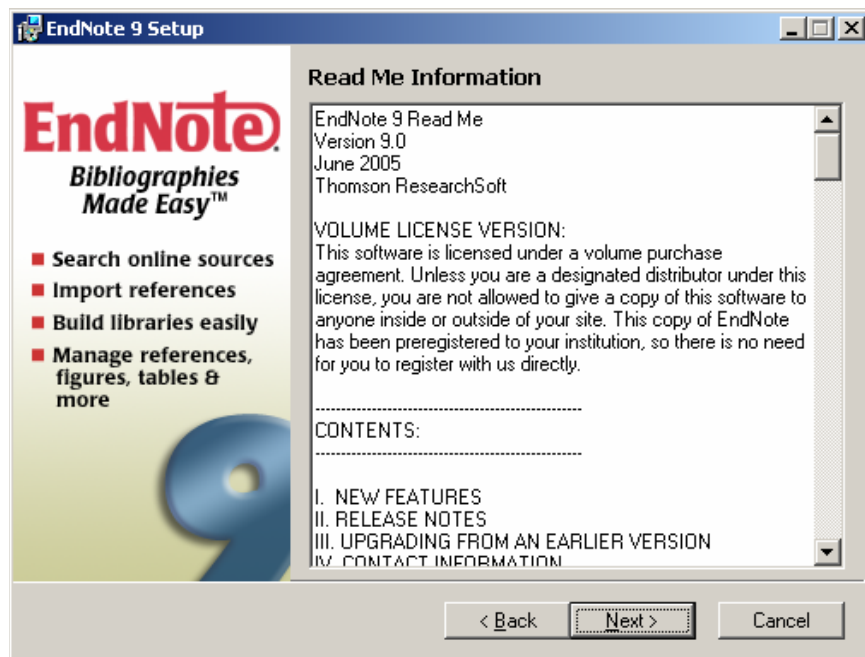 EndNote 9 Setup
EndNote
Bibliographies
Made Easy™
Search online sources
Import references
Build libraries easily
Manage references,
figures, tables &
more
9
Read Me Information
EndNote 9 Read Me
Version 9.0
June 2005
Thomson ResearchSoft
VOLUME LICENSE VERSION:
This software is licensed under a volume purchase
agreement. Unless you are a designated distributor under this
license, you are not allowed to give a copy of this software to
anyone inside or outside of your site. This copy of EndNote
has been preregistered to your institution, so there is no need
for you to register with us directly.
----------------------------------------------------
CONTENTS:
----------------------------------------------------
I. NEW FEATURES
II. RELEASE NOTES
III. UPGRADING FROM AN EARLIER VERSION
IV. CONTACT INFORMATION
< Back
Next >
Cancel